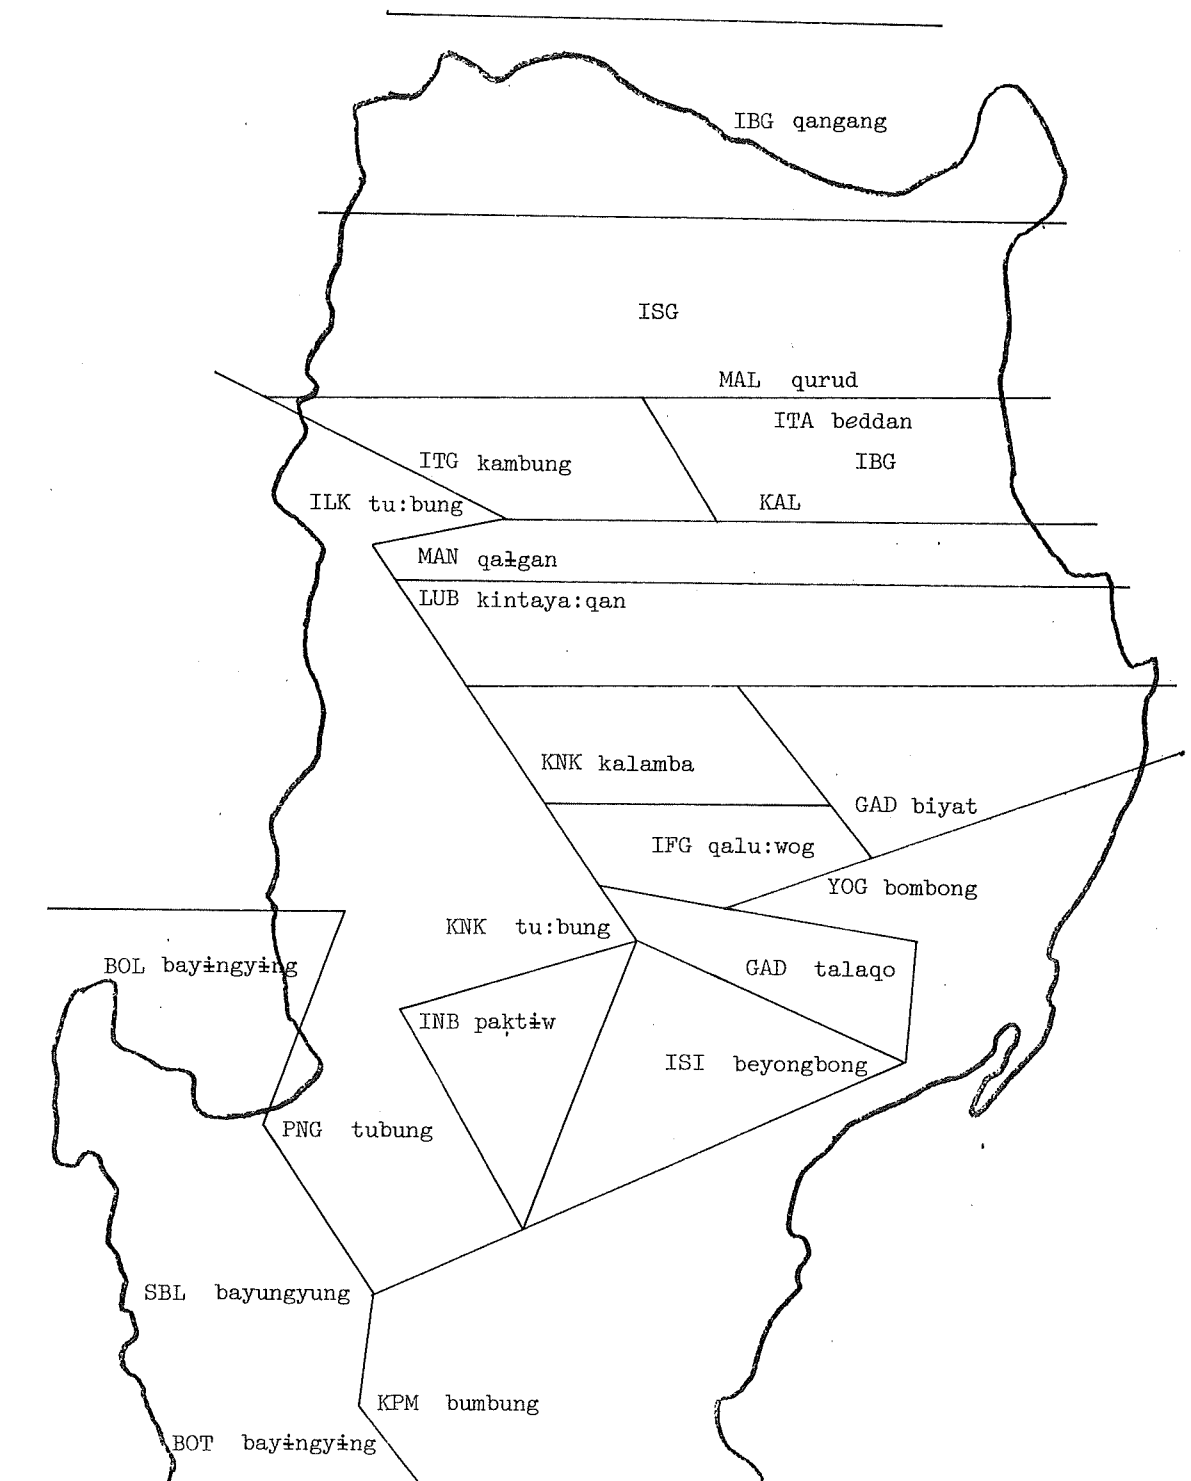 IBG qangang
ISG
MAL qurud
ITA beddan
ITG kambung
IBG
ILK tu:bung
KAL
MAN qaɫgan
LUB kintaya:qan
KNK kalamba
GAD biyat
IFG qalu:wog
YOG bombong
KNK tu:bung
BOL bayɨngyɨng
GAD talaqo
INB paktɨw
ISI beyongbong
PNG tubung
SBL bayungyung
KPM bumbung
BOT bayɨngyɨng